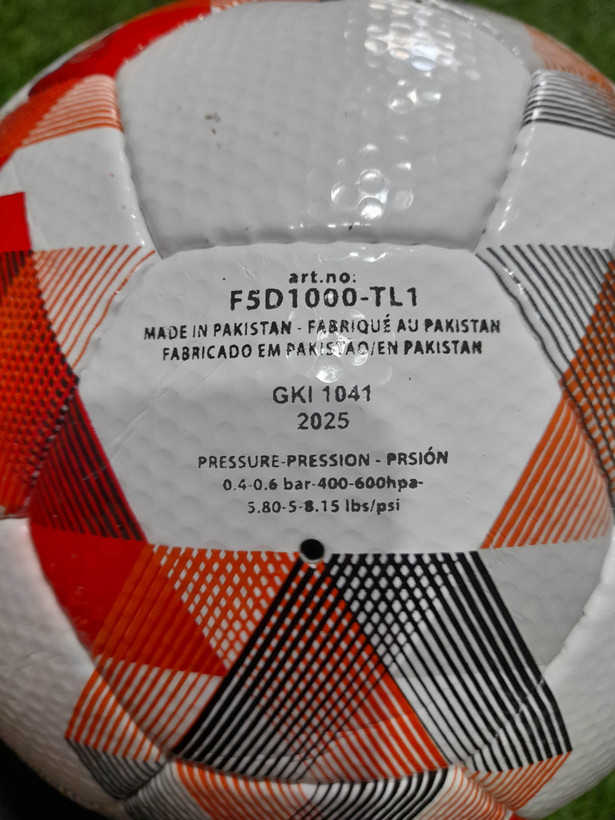 art.no:
F5D1000-TL1
MADE IN PAKISTAN - FABRIQUÉ AU PAKISTAN
FABRICADO EM PAKISTAO/EN PAKISTAN
GKI 1041
2025
PRESSURE-PRESSION - PRSIÓN
0.4-0.6 bar-400-600hpa-
5.80-5-8.15 lbs/psi